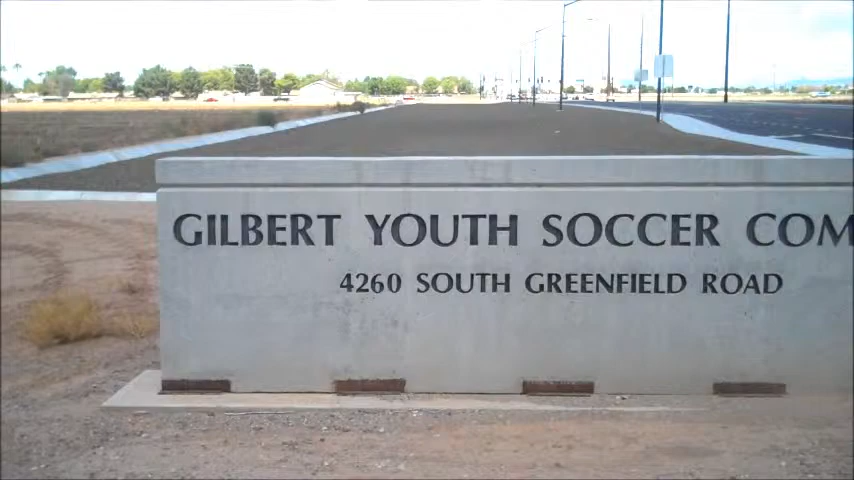 GILBERT YOUTH SOCCER COM
4260 SOUTH GREENFIELD ROAD